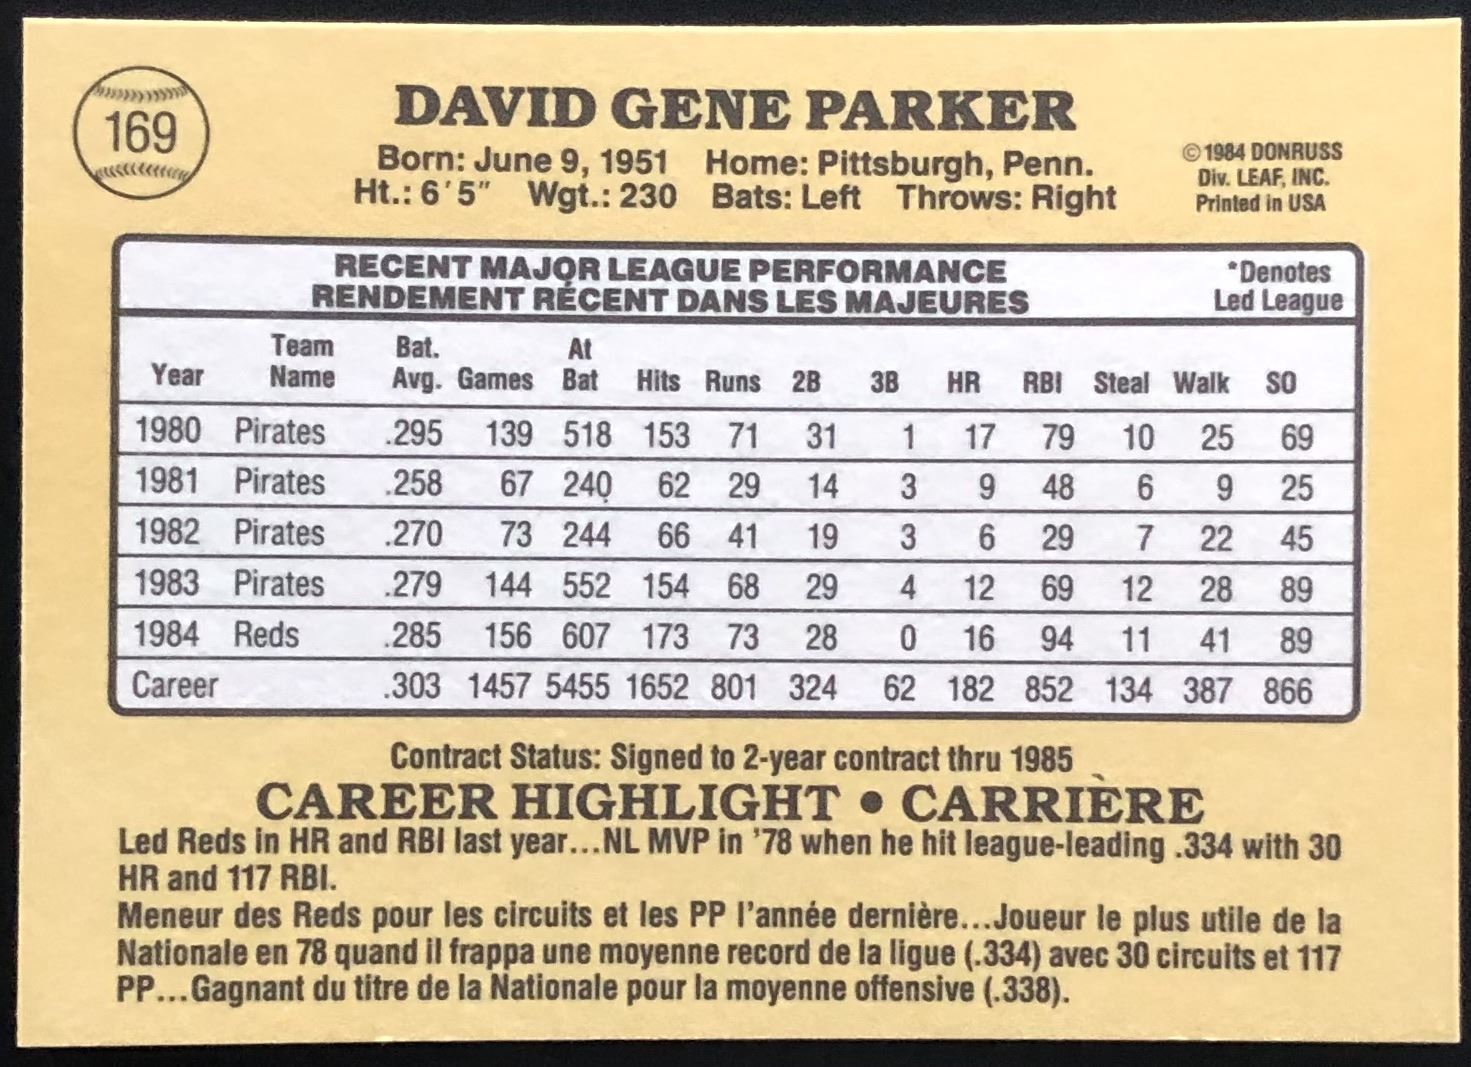 169
DAVID GENE PARKER
Born: June 9, 1951 Home: Pittsburgh, Penn.
Ht.: 6'5" Wgt.: 230 Bats: Left Throws: Right
©1984 DONRUSS
Div. LEAF, INC.
Printed in USA
RECENT MAJOR LEAGUE PERFORMANCE
RENDEMENT RÉCENT DANS LES MAJEURES
*Denotes
Led League
Year Team Name Bat. Avg. Games At Bat Hits Runs 2B 3B HR RBI Steal Walk SO
1980 Pirates .295 139 518 153 71 31 1 17 79 10 25 69
1981 Pirates .258 67 240 62 29 14 3 9 48 6 9 25
1982 Pirates .270 73 244 66 41 19 3 6 29 7 22 45
1983 Pirates .279 144 552 154 68 29 4 12 69 12 28 89
1984 Reds .285 156 607 173 73 28 0 16 94 11 41 89
Career .303 1457 5455 1652 801 324 62 182 852 134 387 866
Contract Status: Signed to 2-year contract thru 1985
CAREER HIGHLIGHT • CARRIÈRE
Led Reds in HR and RBI last year...NL MVP in '78 when he hit league-leading .334 with 30
HR and 117 RBI.
Meneur des Reds pour les circuits et les PP l'année dernière...Joueur le plus utile de la
Nationale en 78 quand il frappa une moyenne record de la ligue (.334) avec 30 circuits et 117
PP...Gagnant du titre de la Nationale pour la moyenne offensive (.338).